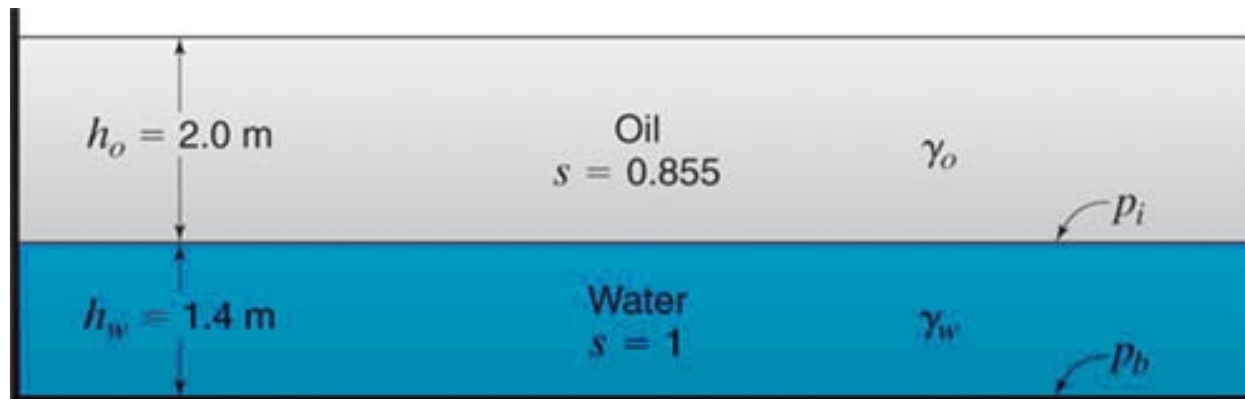 h_o = 2.0 m
Oil
s = 0.855
γ_o
p_i
h_w = 1.4 m
Water
s = 1
γ_w
p_b